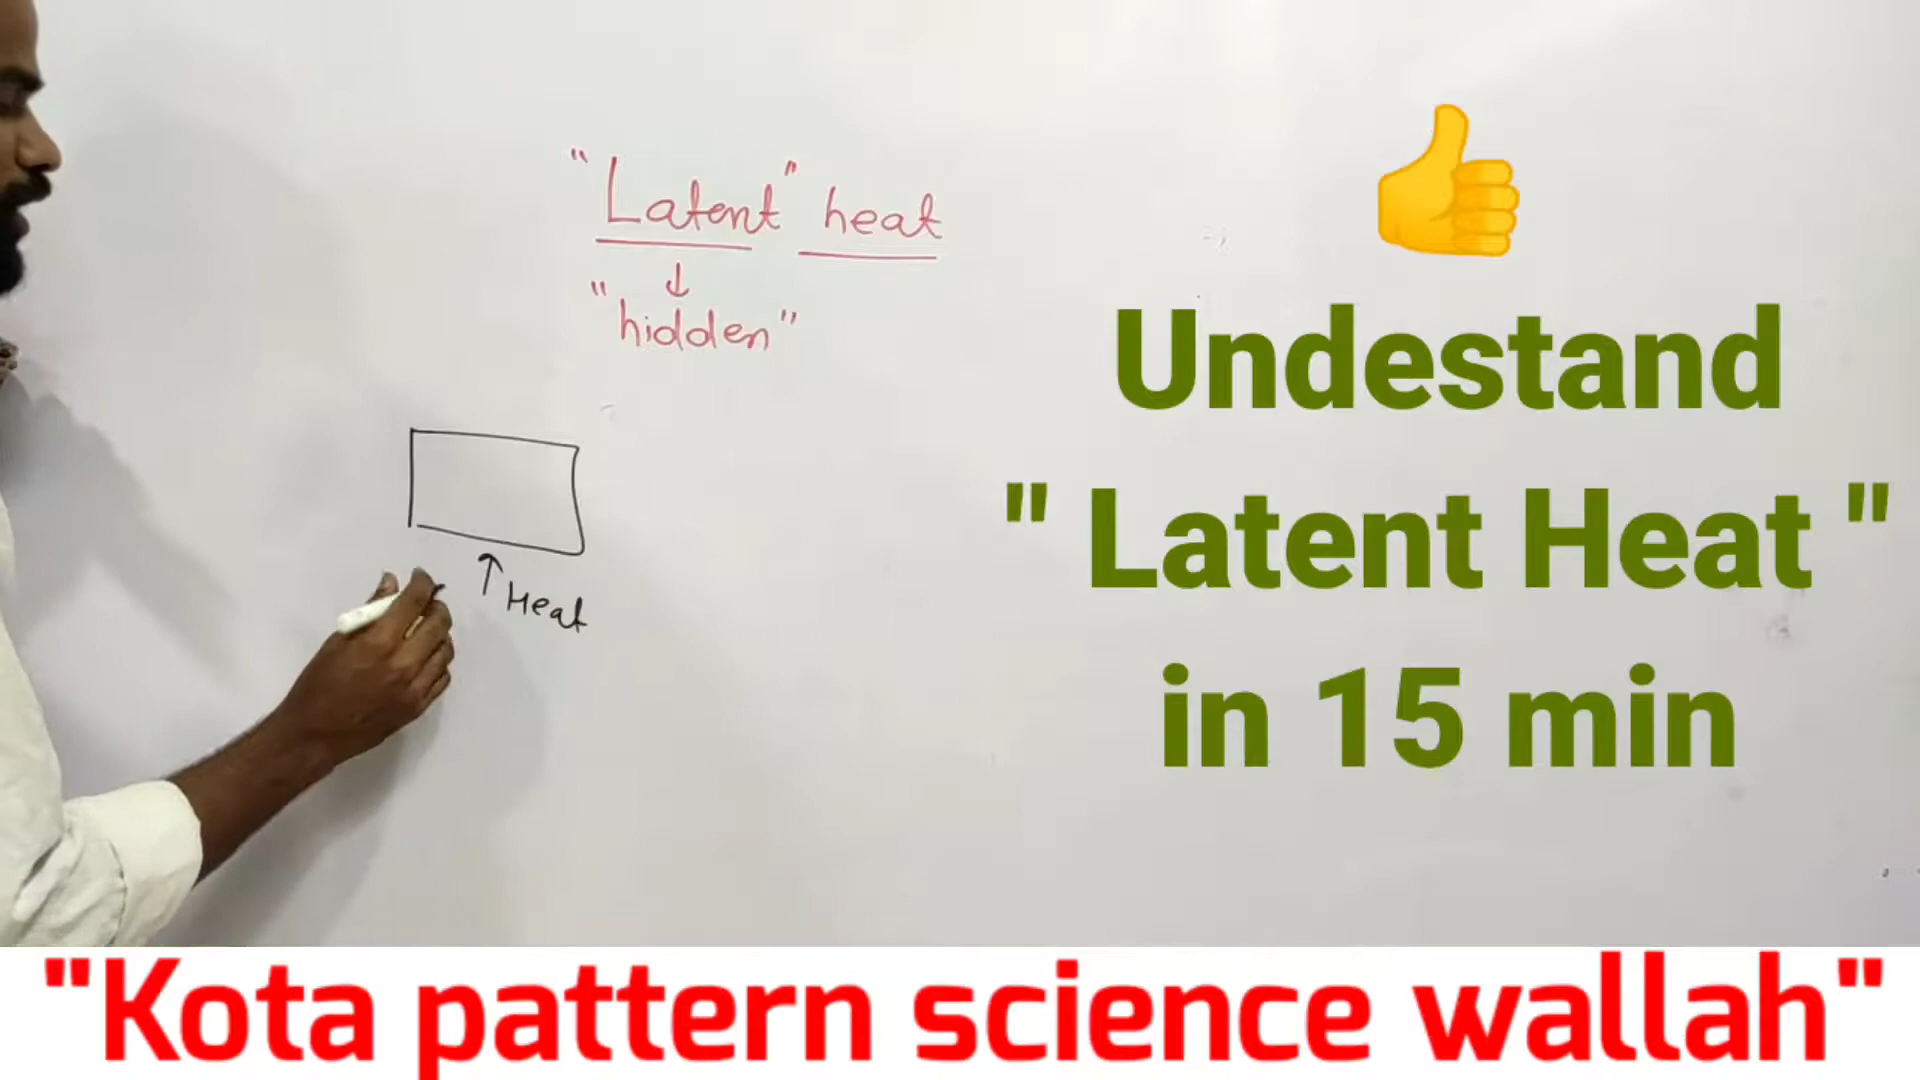 "Latent" heat
↓
"hidden"
↑ Heat
Undestand
" Latent Heat "
in 15 min
"Kota pattern science wallah"